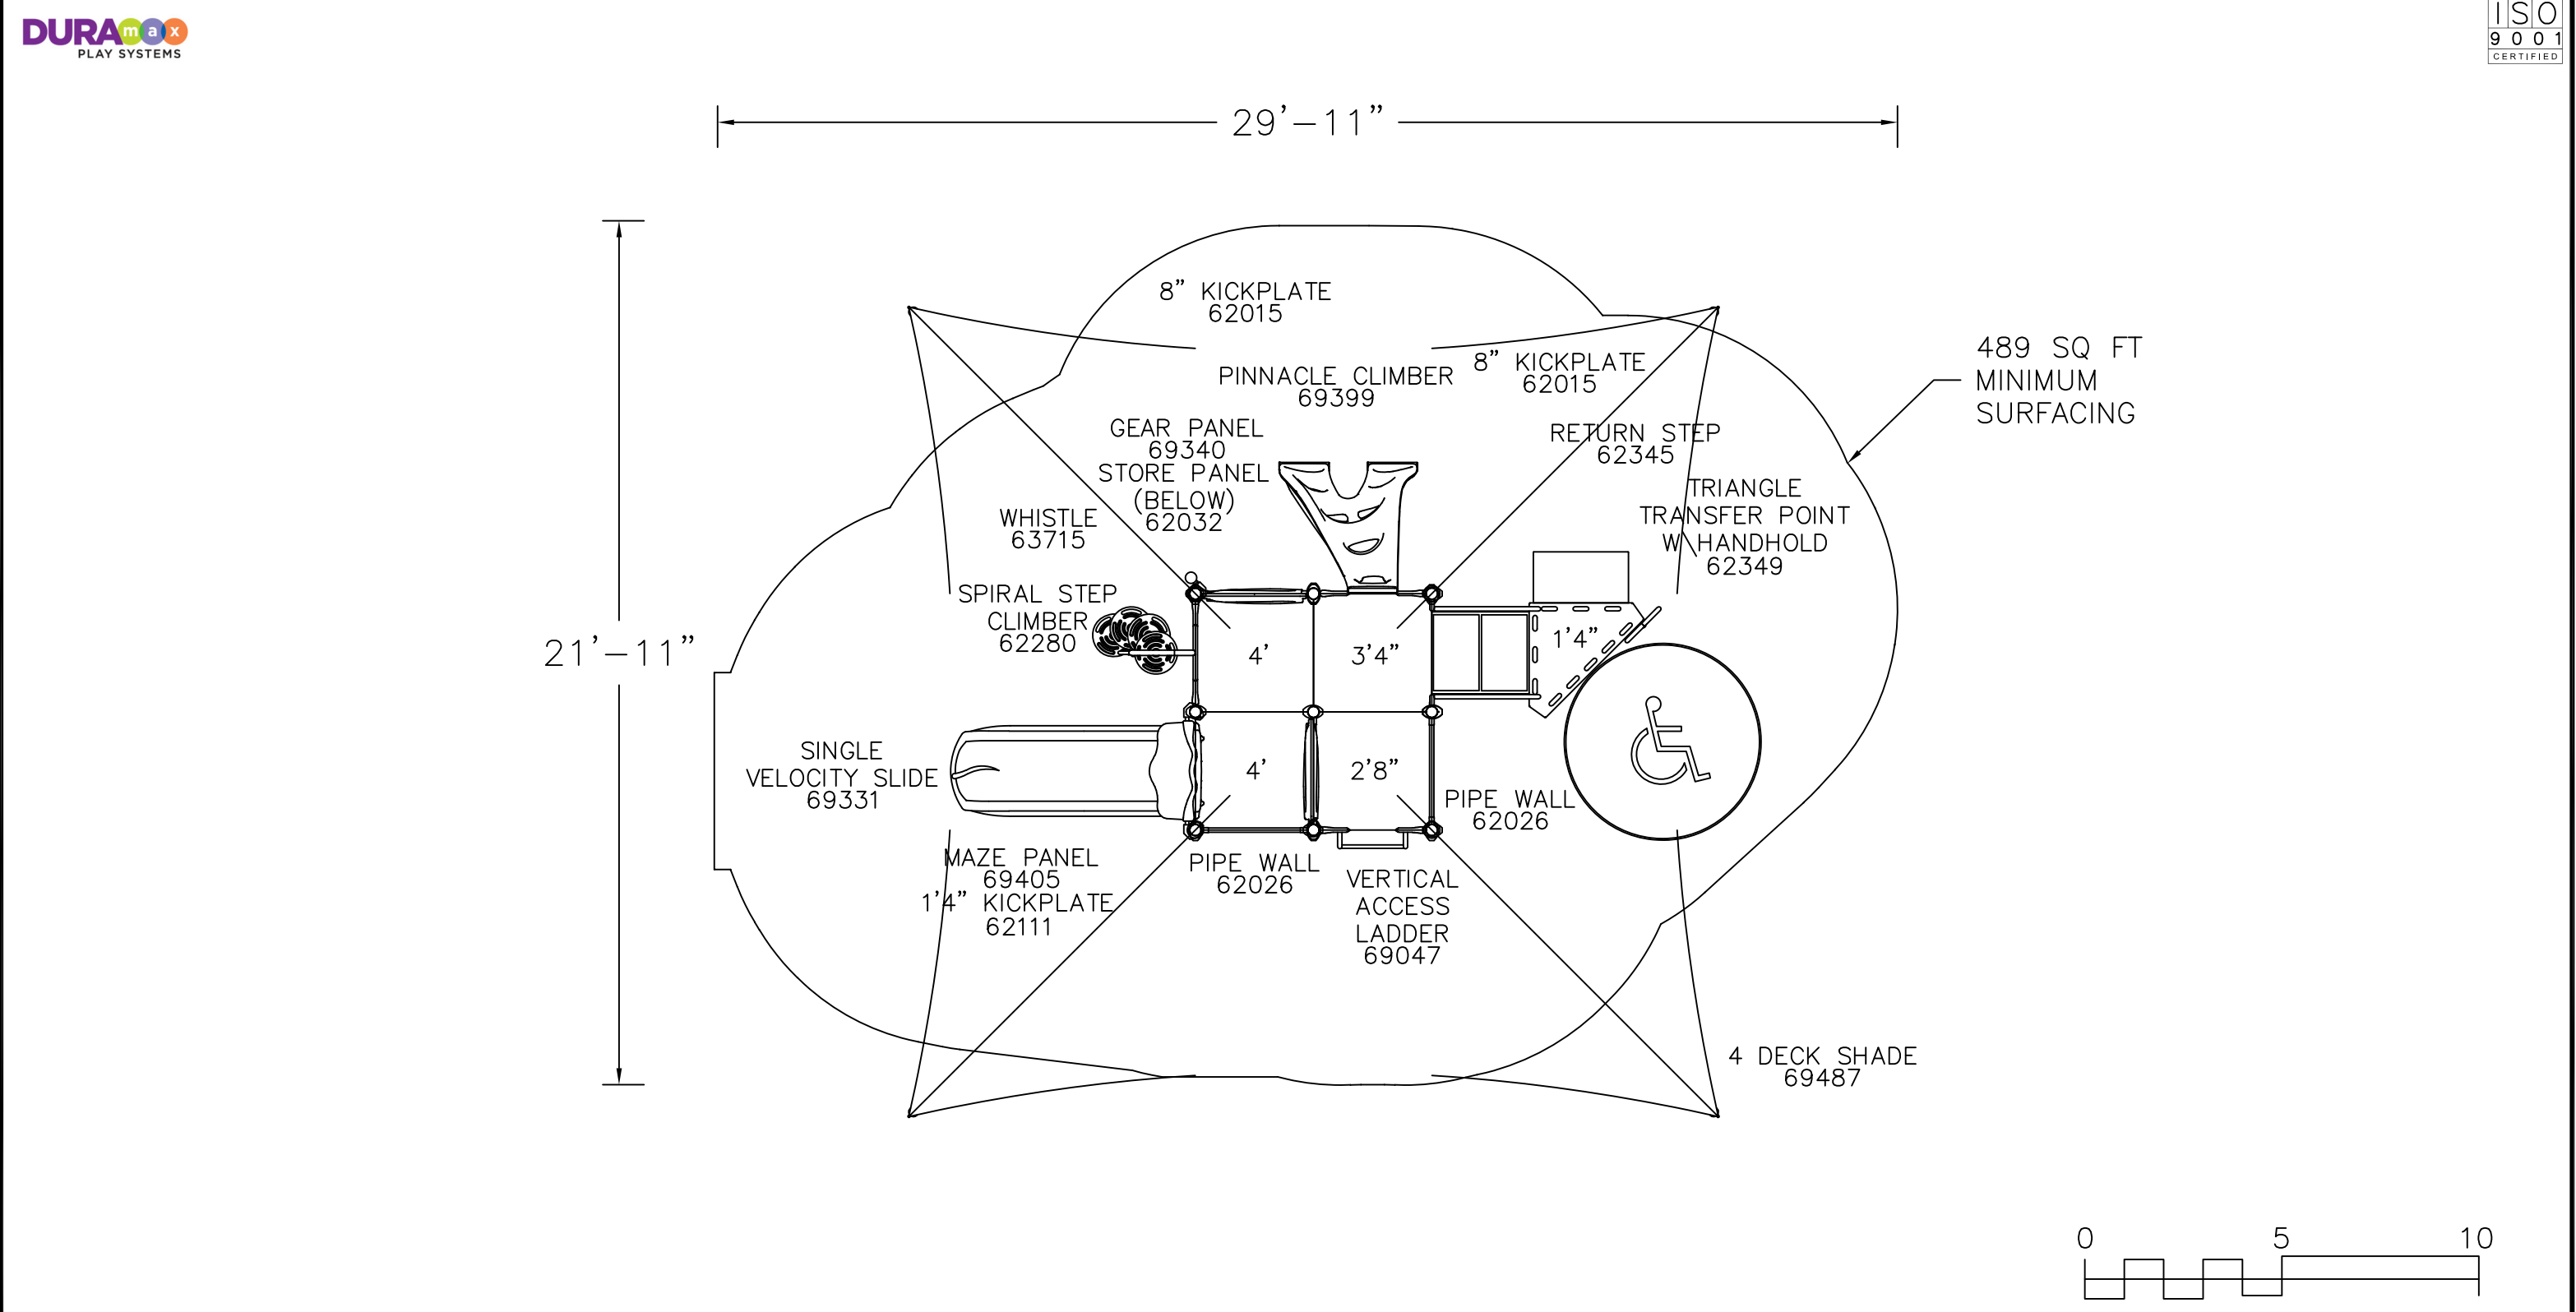 DURAmax
PLAY SYSTEMS
ISO
9001
CERTIFIED
29'-11"
21'-11"
8" KICKPLATE
62015
PINNACLE CLIMBER
69399
8" KICKPLATE
62015
489 SQ FT
MINIMUM
SURFACING
GEAR PANEL
69340
STORE PANEL
(BELOW)
62032
RETURN STEP
62345
WHISTLE
63715
TRIANGLE
TRANSFER POINT
W\HANDHOLD
62349
SPIRAL STEP
CLIMBER
62280
4'
3'4"
1'4"
SINGLE
VELOCITY SLIDE
69331
4'
2'8"
PIPE WALL
62026
MAZE PANEL
69405
1'4" KICKPLATE
62111
PIPE WALL
62026
VERTICAL
ACCESS
LADDER
69047
4 DECK SHADE
69487
0 5 10